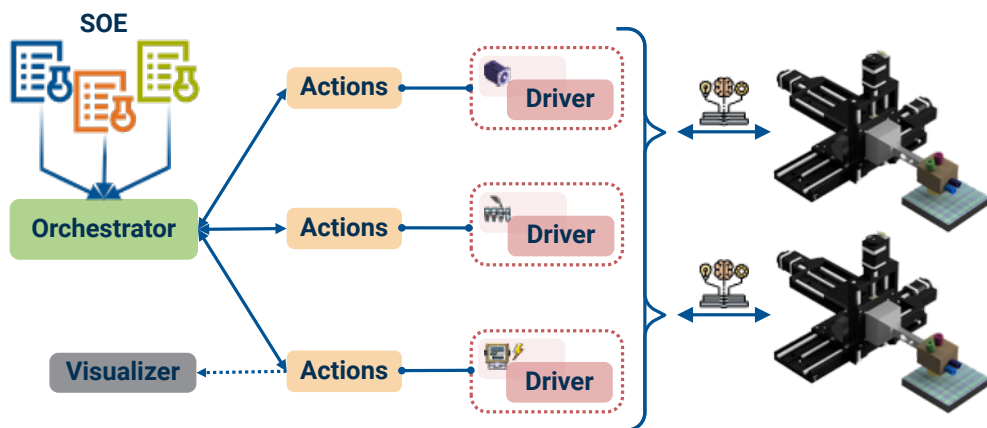 SOE
Actions
Driver
Orchestrator
Actions
Driver
Visualizer
Actions
Driver